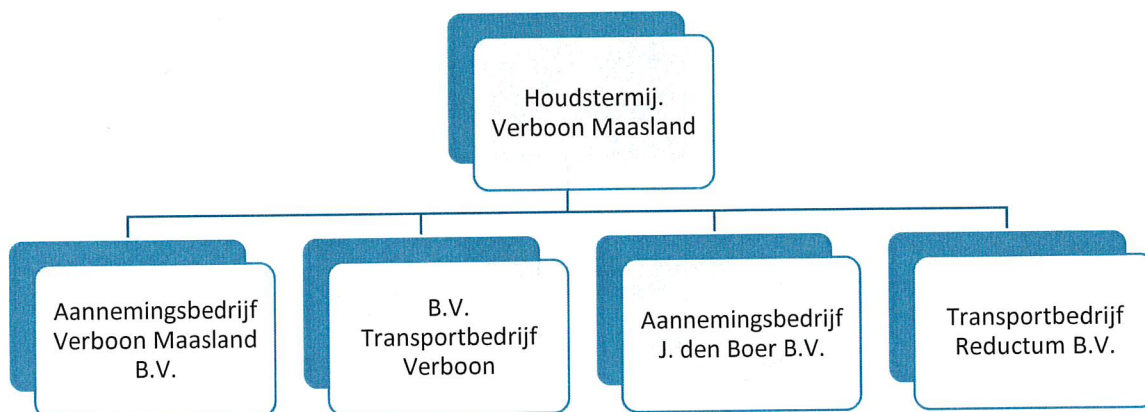 Houdstermij.
Verboon Maasland
Aannemingsbedrijf
Verboon Maasland
B.V.
B.V.
Transportbedrijf
Verboon
Aannemingsbedrijf
J. den Boer B.V.
Transportbedrijf
Reductum B.V.